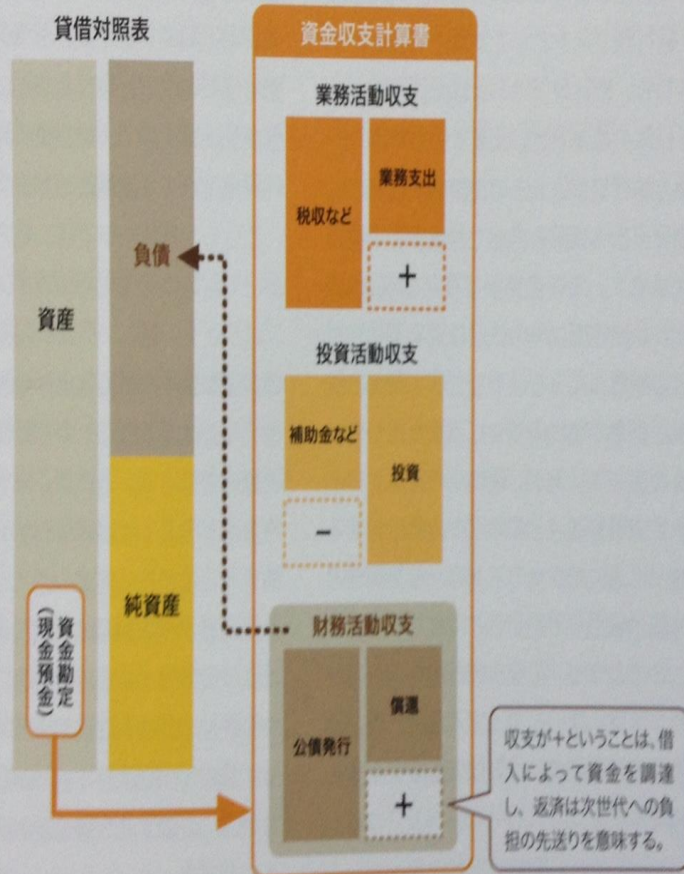 貸借対照表
資産
負債
純資産
資金勘定
(現金預金)
資金収支計算書
業務活動収支
税収など
業務支出
+
投資活動収支
補助金など
投資
−
財務活動収支
公債発行
償還
+
収支が+ということは、借
入によって資金を調達
し、返済は次世代への負
担の先送りを意味する。